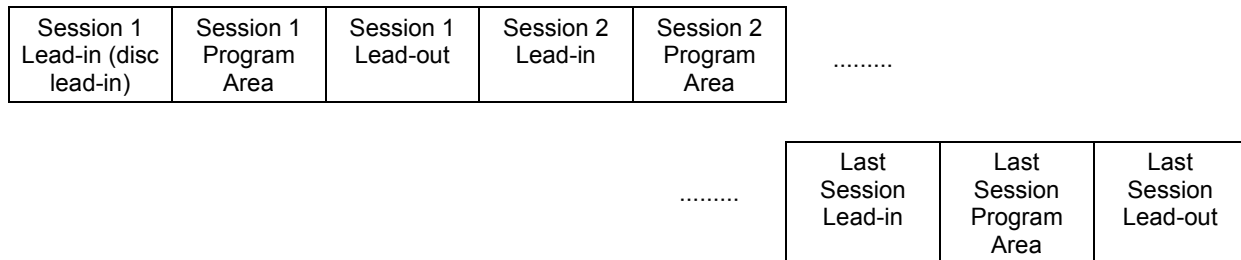 Session 1
Lead-in (disc
lead-in)
Session 1
Program
Area
Session 1
Lead-out
Session 2
Lead-in
Session 2
Program
Area
.........
.........
Last
Session
Lead-in
Last
Session
Program
Area
Last
Session
Lead-out